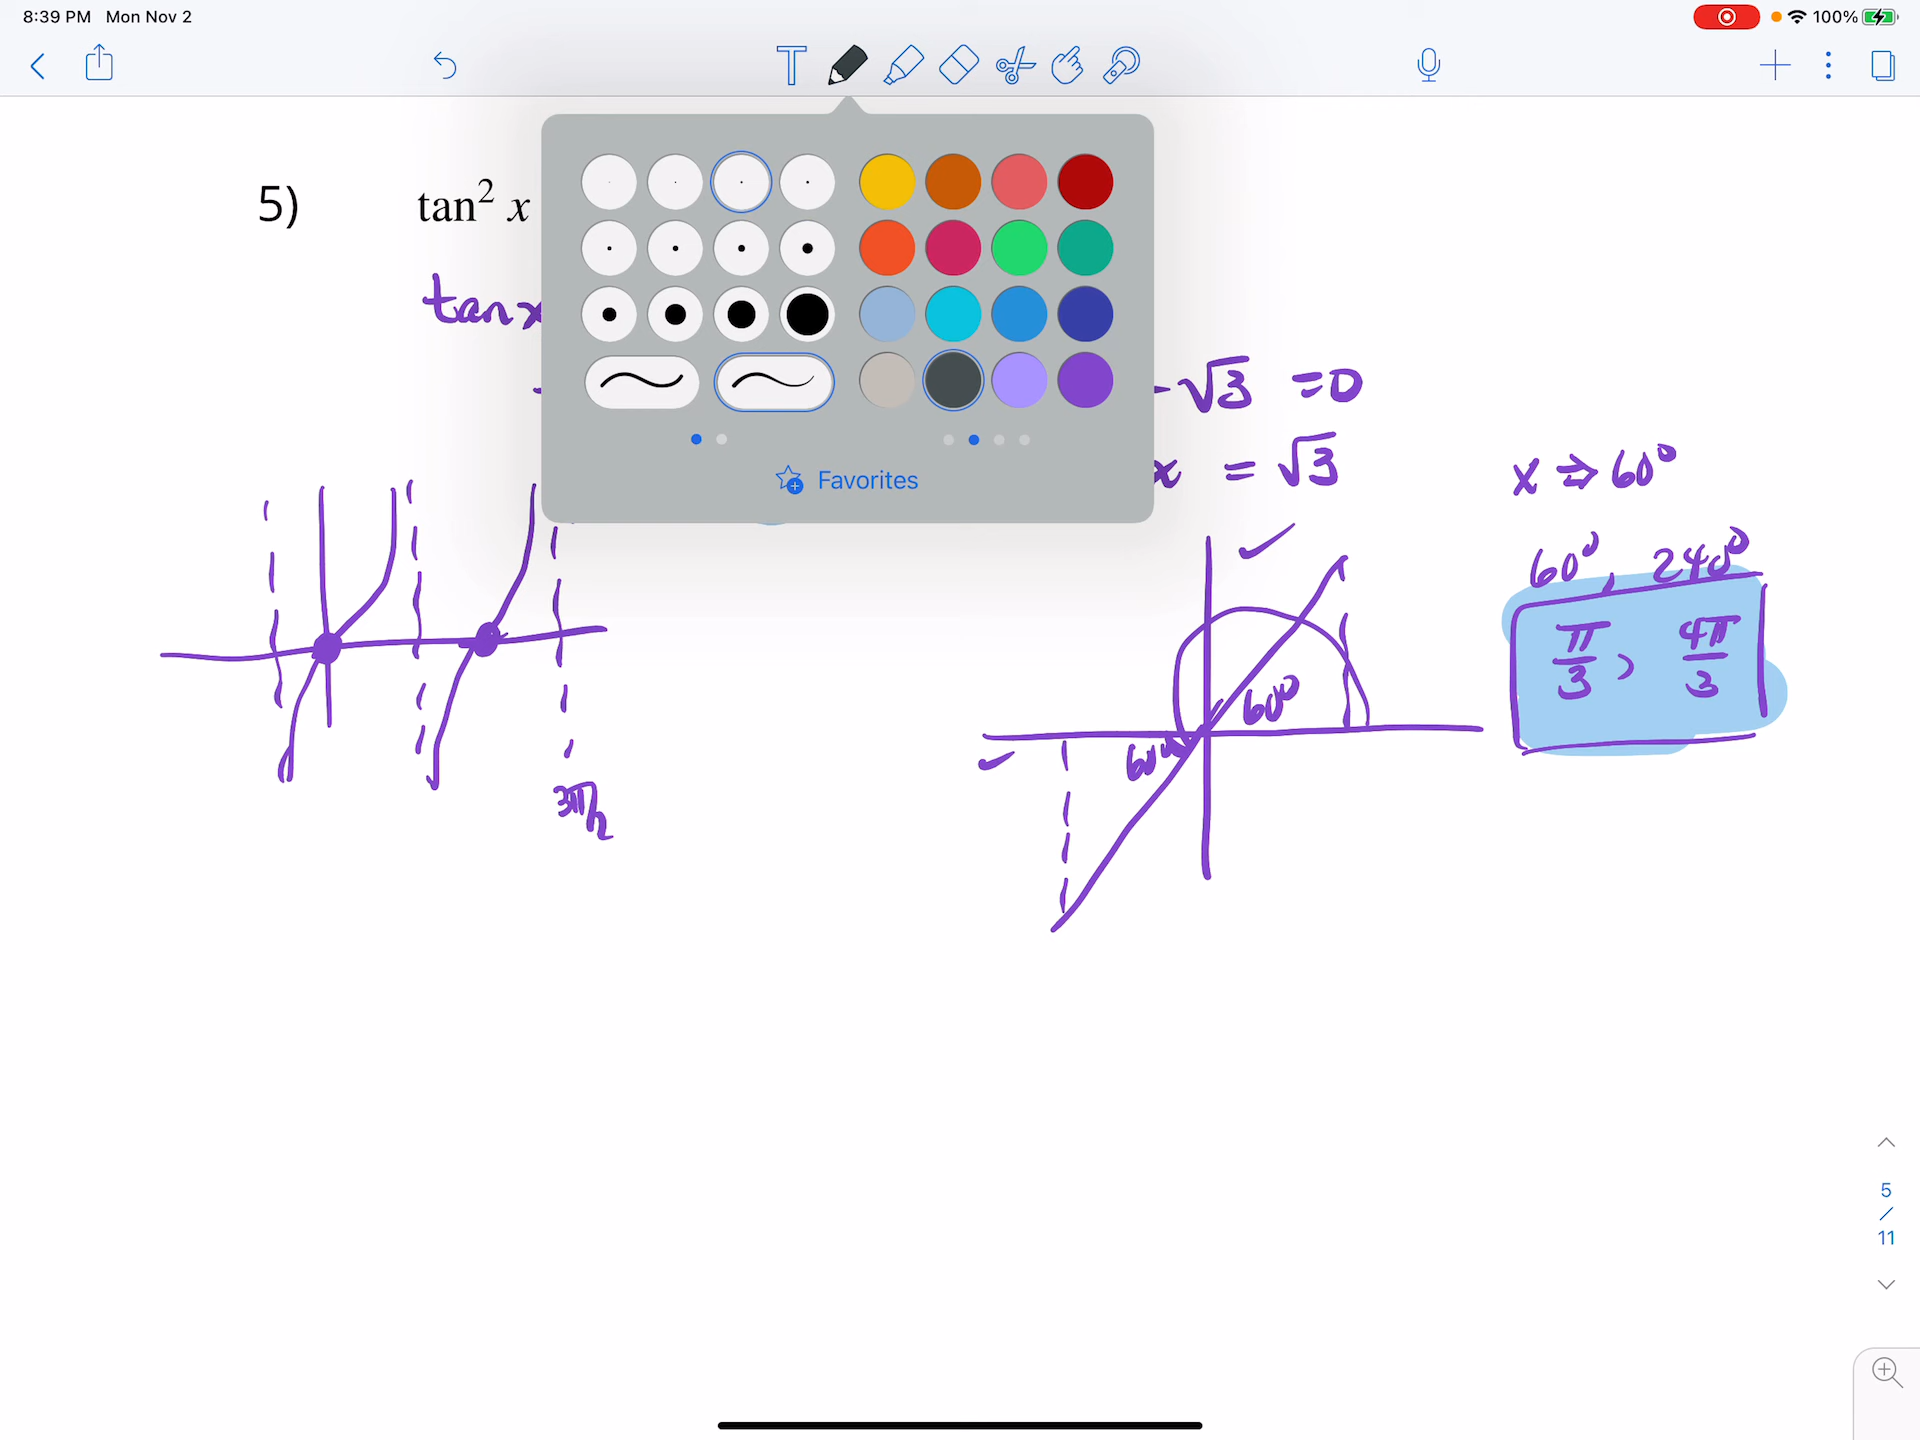 8:39 PM Mon Nov 2
100%
T
5) tan² x
tan x
Favorites
-√3 =0
x = √3
x ⇒ 60°
60°, 240°
π/3, 4π/3
60°
60°
3π/2
5
/
11